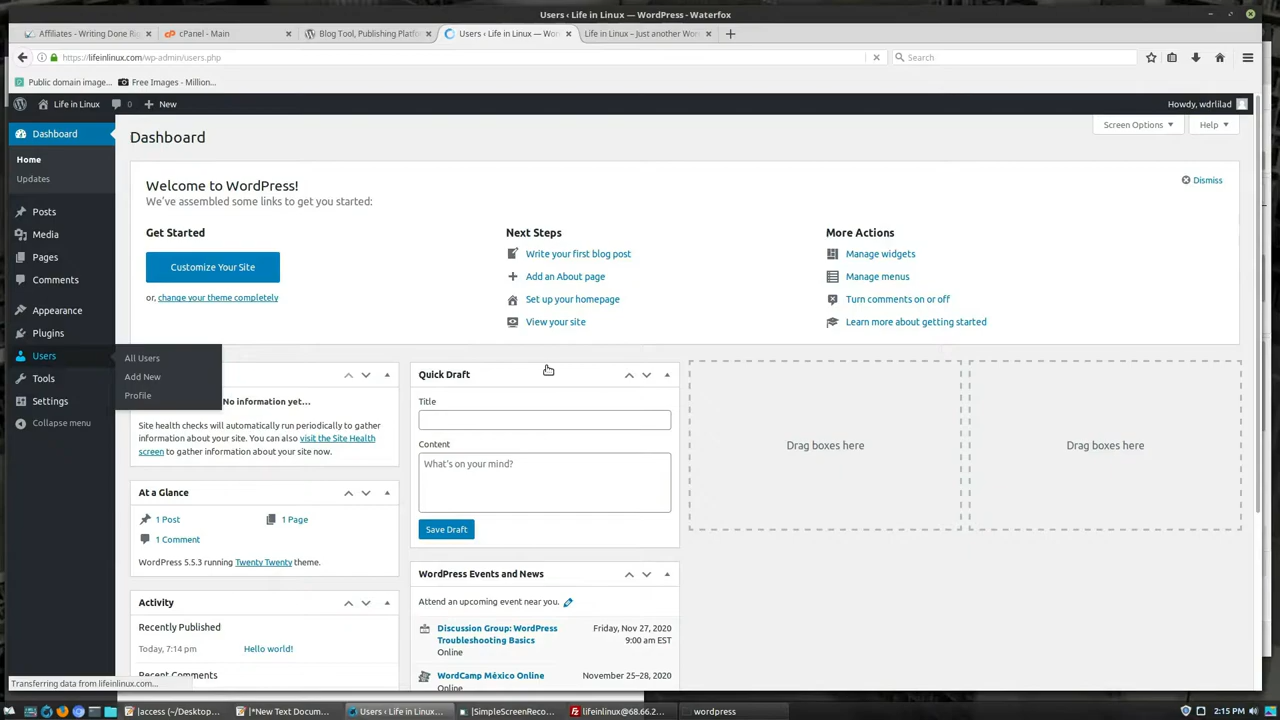 Users ‹ Life in Linux — WordPress - Waterfox
Affiliates - Writing Done Rig
cPanel - Main
Blog Tool, Publishing Platfo
Users ‹ Life in Linux — Wor
Life in Linux – Just another Wor
https://lifeinlinux.com/wp-admin/users.php
Search
Public domain image...
Free Images - Million...
Life in Linux
0
New
Howdy, wdrlilad
Dashboard
Home
Updates
Posts
Media
Pages
Comments
Appearance
Plugins
Users
Tools
Settings
Collapse menu
All Users
Add New
Profile
Dashboard
Screen Options
Help
Welcome to WordPress!
We've assembled some links to get you started:
Dismiss
Get Started
Customize Your Site
or, change your theme completely
Next Steps
Write your first blog post
Add an About page
Set up your homepage
View your site
More Actions
Manage widgets
Manage menus
Turn comments on or off
Learn more about getting started
No information yet...
Site health checks will automatically run periodically to
gather information about your site. You can also
visit the Site Health
screen to gather information about your site now.
At a Glance
1 Post
1 Page
1 Comment
WordPress 5.5.3 running Twenty Twenty theme.
Activity
Recently Published
Today, 7:14 pm
Hello world!
Recent Comments
Quick Draft
Title
Content
What's on your mind?
Save Draft
WordPress Events and News
Attend an upcoming event near you.
Discussion Group: WordPress
Troubleshooting Basics
Online
Friday, Nov 27, 2020
9:00 am EST
WordCamp México Online
Online
November 25–28, 2020
Drag boxes here
Drag boxes here
Transferring data from lifeinlinux.com...
[access (~/Desktop...
[*New Text Docum...
Users ‹ Life in Linux...
[SimpleScreenReco...
lifeinlinux@68.66.2...
wordpress
2:15 PM